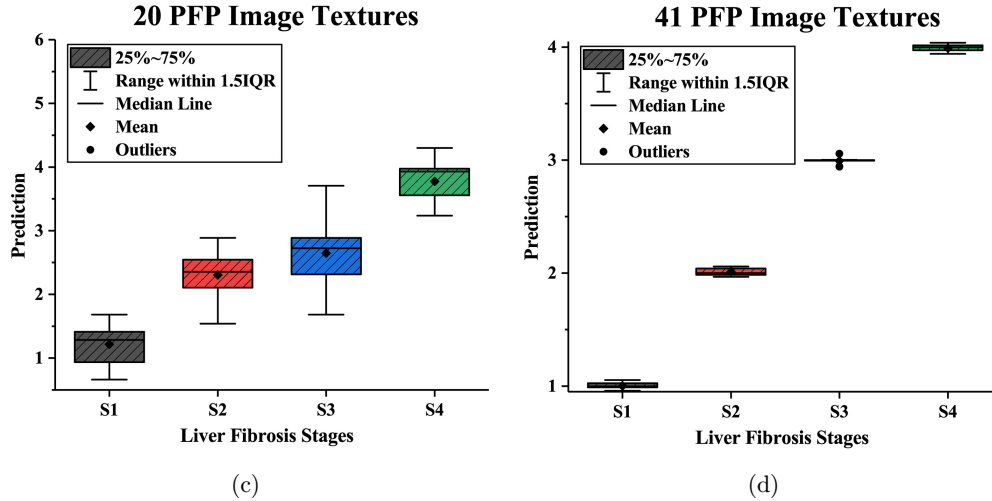 20 PFP Image Textures
6
5
4
3
2
1
Prediction
25%~75%
Range within 1.5IQR
Median Line
Mean
Outliers
S1 S2 S3 S4
Liver Fibrosis Stages
(c)
41 PFP Image Textures
4
3
2
1
Prediction
25%~75%
Range within 1.5IQR
Median Line
Mean
Outliers
S1 S2 S3 S4
Liver Fibrosis Stages
(d)